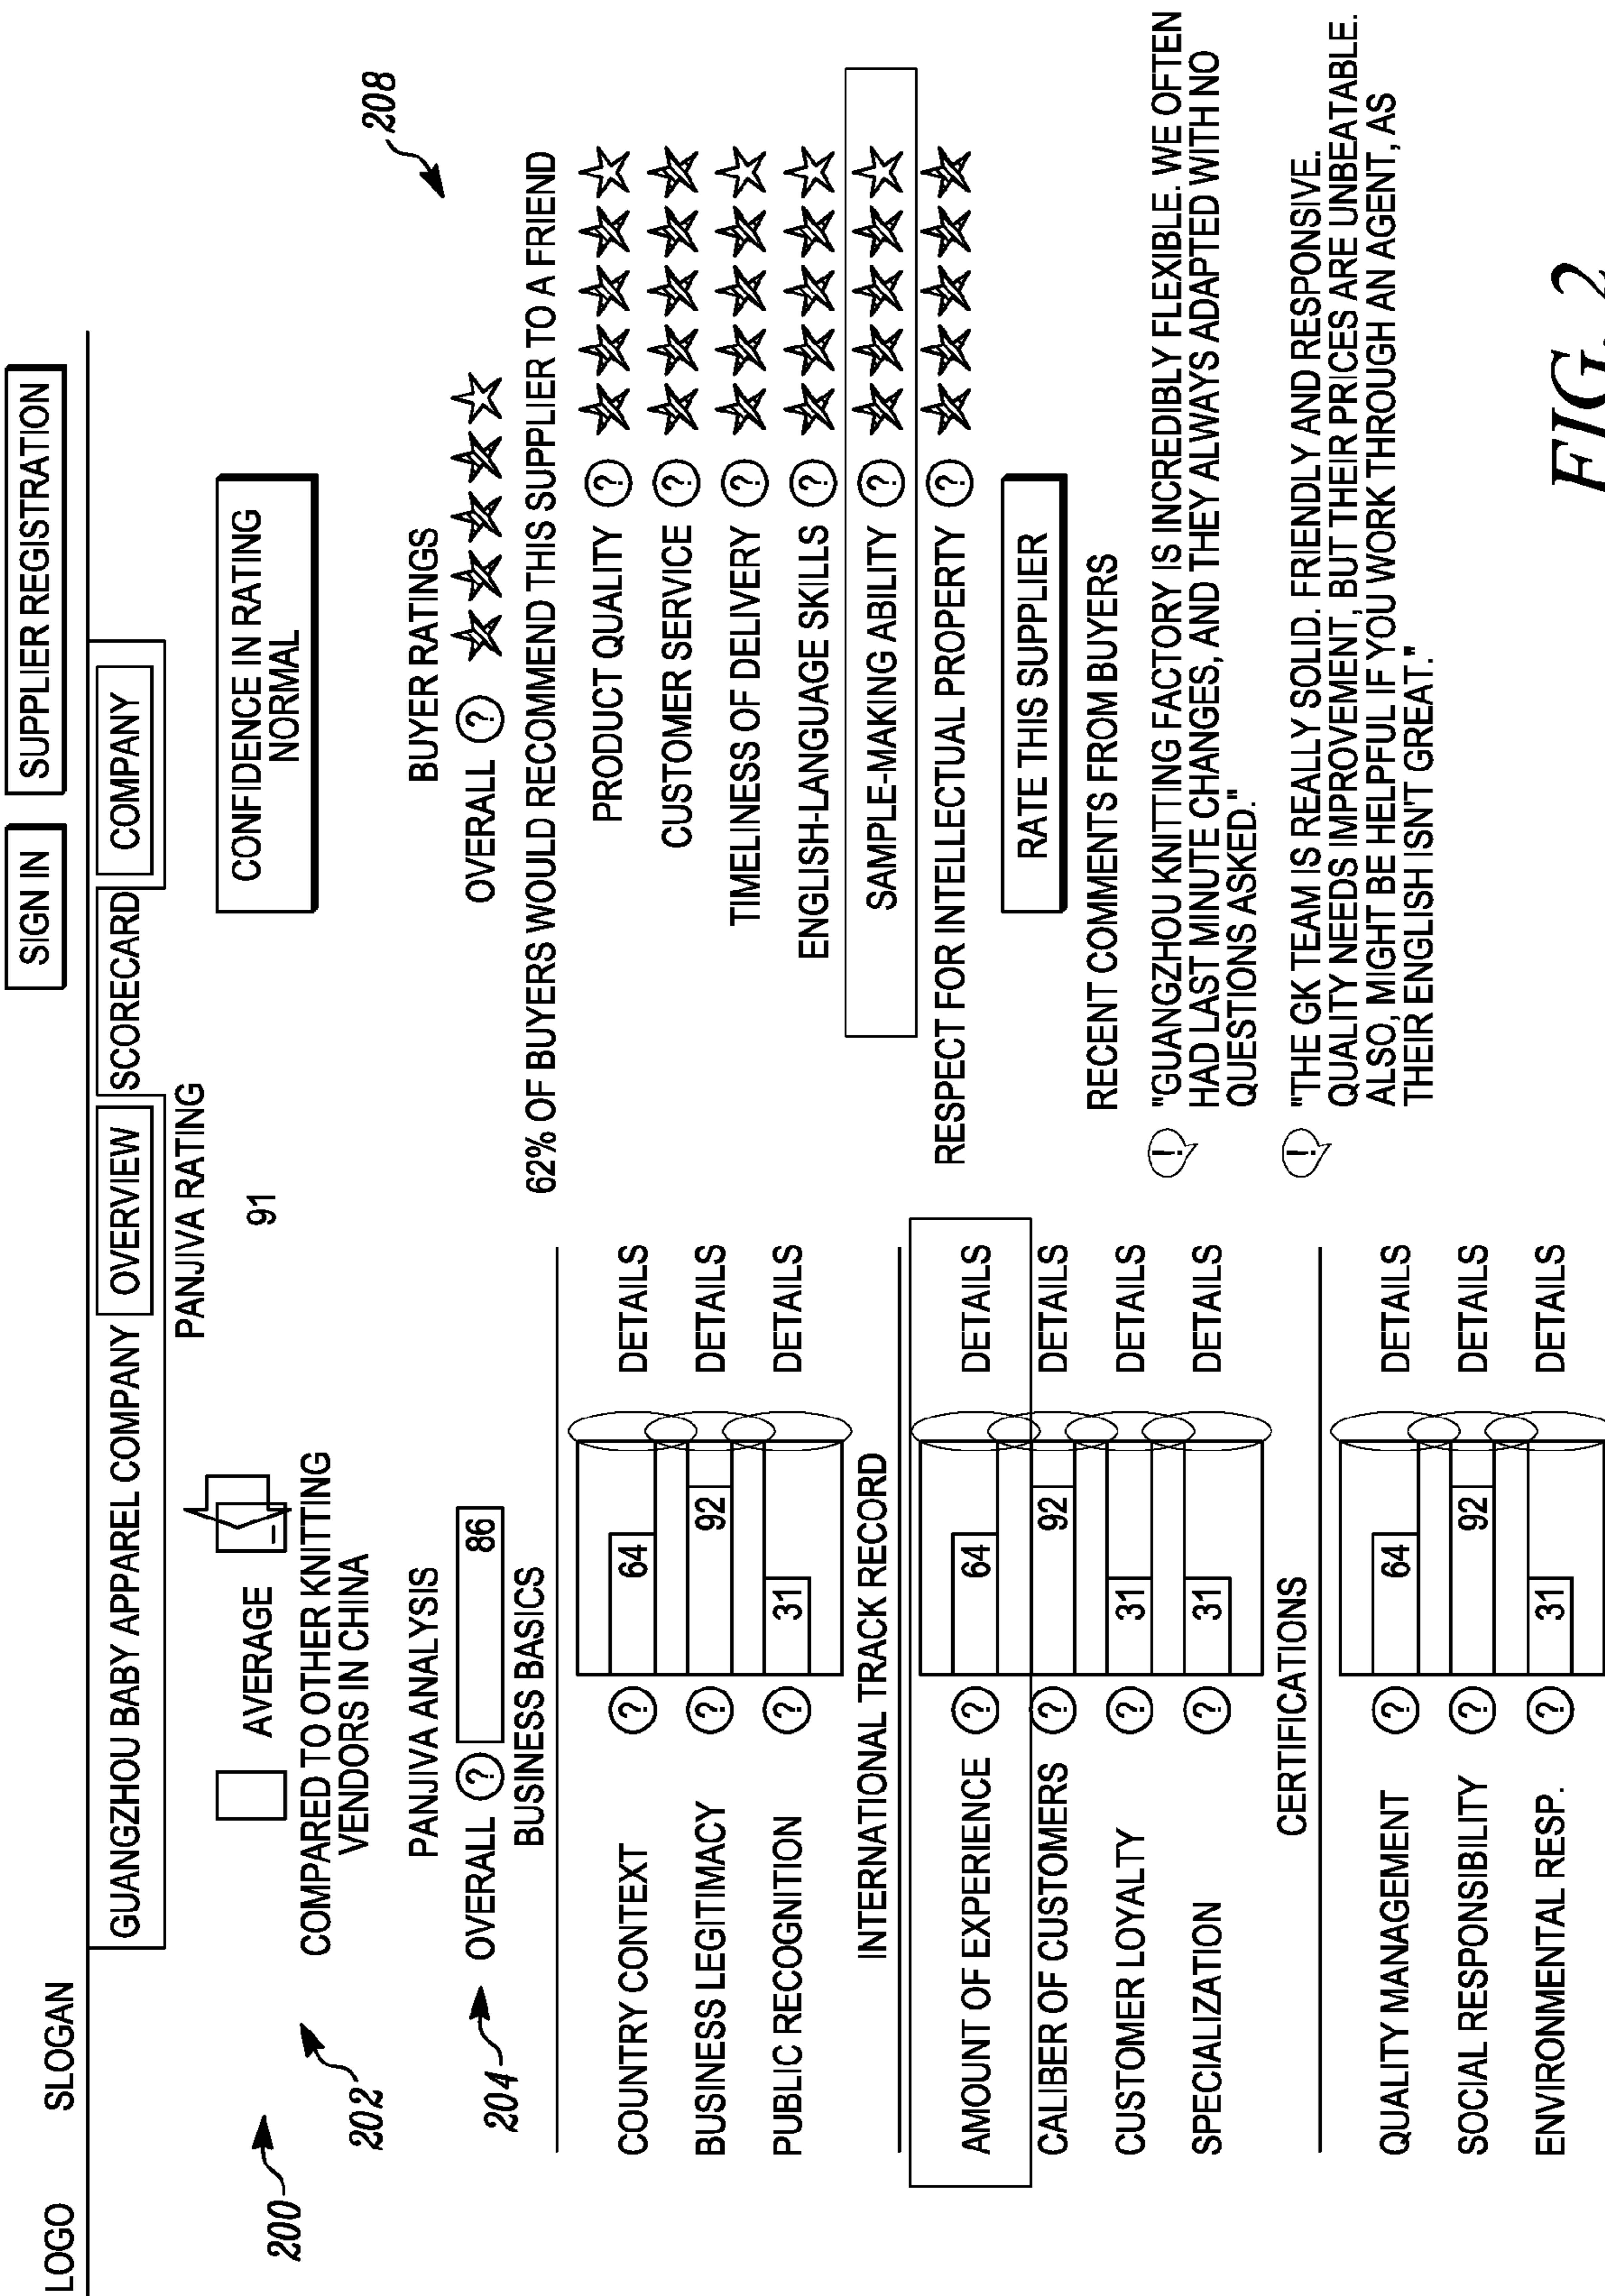 LOGO SLOGAN SIGN IN SUPPLIER REGISTRATION
GUANGZHOU BABY APPAREL COMPANY OVERVIEW SCORECARD COMPANY
200
202
PANJIVA RATING
AVERAGE - 91
COMPARED TO OTHER KNITTING
VENDORS IN CHINA
CONFIDENCE IN RATING
NORMAL
204
PANJIVA ANALYSIS
OVERALL ? 86
BUSINESS BASICS
COUNTRY CONTEXT ? 64 DETAILS
BUSINESS LEGITIMACY ? 92 DETAILS
PUBLIC RECOGNITION ? 31 DETAILS
INTERNATIONAL TRACK RECORD
AMOUNT OF EXPERIENCE ? 64 DETAILS
CALIBER OF CUSTOMERS ? 92 DETAILS
CUSTOMER LOYALTY ? 31 DETAILS
SPECIALIZATION ? 31 DETAILS
CERTIFICATIONS
QUALITY MANAGEMENT ? 64 DETAILS
SOCIAL RESPONSIBILITY ? 92 DETAILS
ENVIRONMENTAL RESP. ? 31 DETAILS
208
BUYER RATINGS
OVERALL ?
62% OF BUYERS WOULD RECOMMEND THIS SUPPLIER TO A FRIEND
PRODUCT QUALITY ?
CUSTOMER SERVICE ?
TIMELINESS OF DELIVERY ?
ENGLISH-LANGUAGE SKILLS ?
SAMPLE-MAKING ABILITY ?
RESPECT FOR INTELLECTUAL PROPERTY ?
RATE THIS SUPPLIER
RECENT COMMENTS FROM BUYERS
! "GUANGZHOU KNITTING FACTORY IS INCREDIBLY FLEXIBLE. WE OFTEN
HAD LAST MINUTE CHANGES, AND THEY ALWAYS ADAPTED WITH NO
QUESTIONS ASKED."
! "THE GK TEAM IS REALLY SOLID. FRIENDLY AND RESPONSIVE.
QUALITY NEEDS IMPROVEMENT, BUT THEIR PRICES ARE UNBEATABLE.
ALSO, MIGHT BE HELPFUL IF YOU WORK THROUGH AN AGENT, AS
THEIR ENGLISH ISN'T GREAT."
FIG. 2